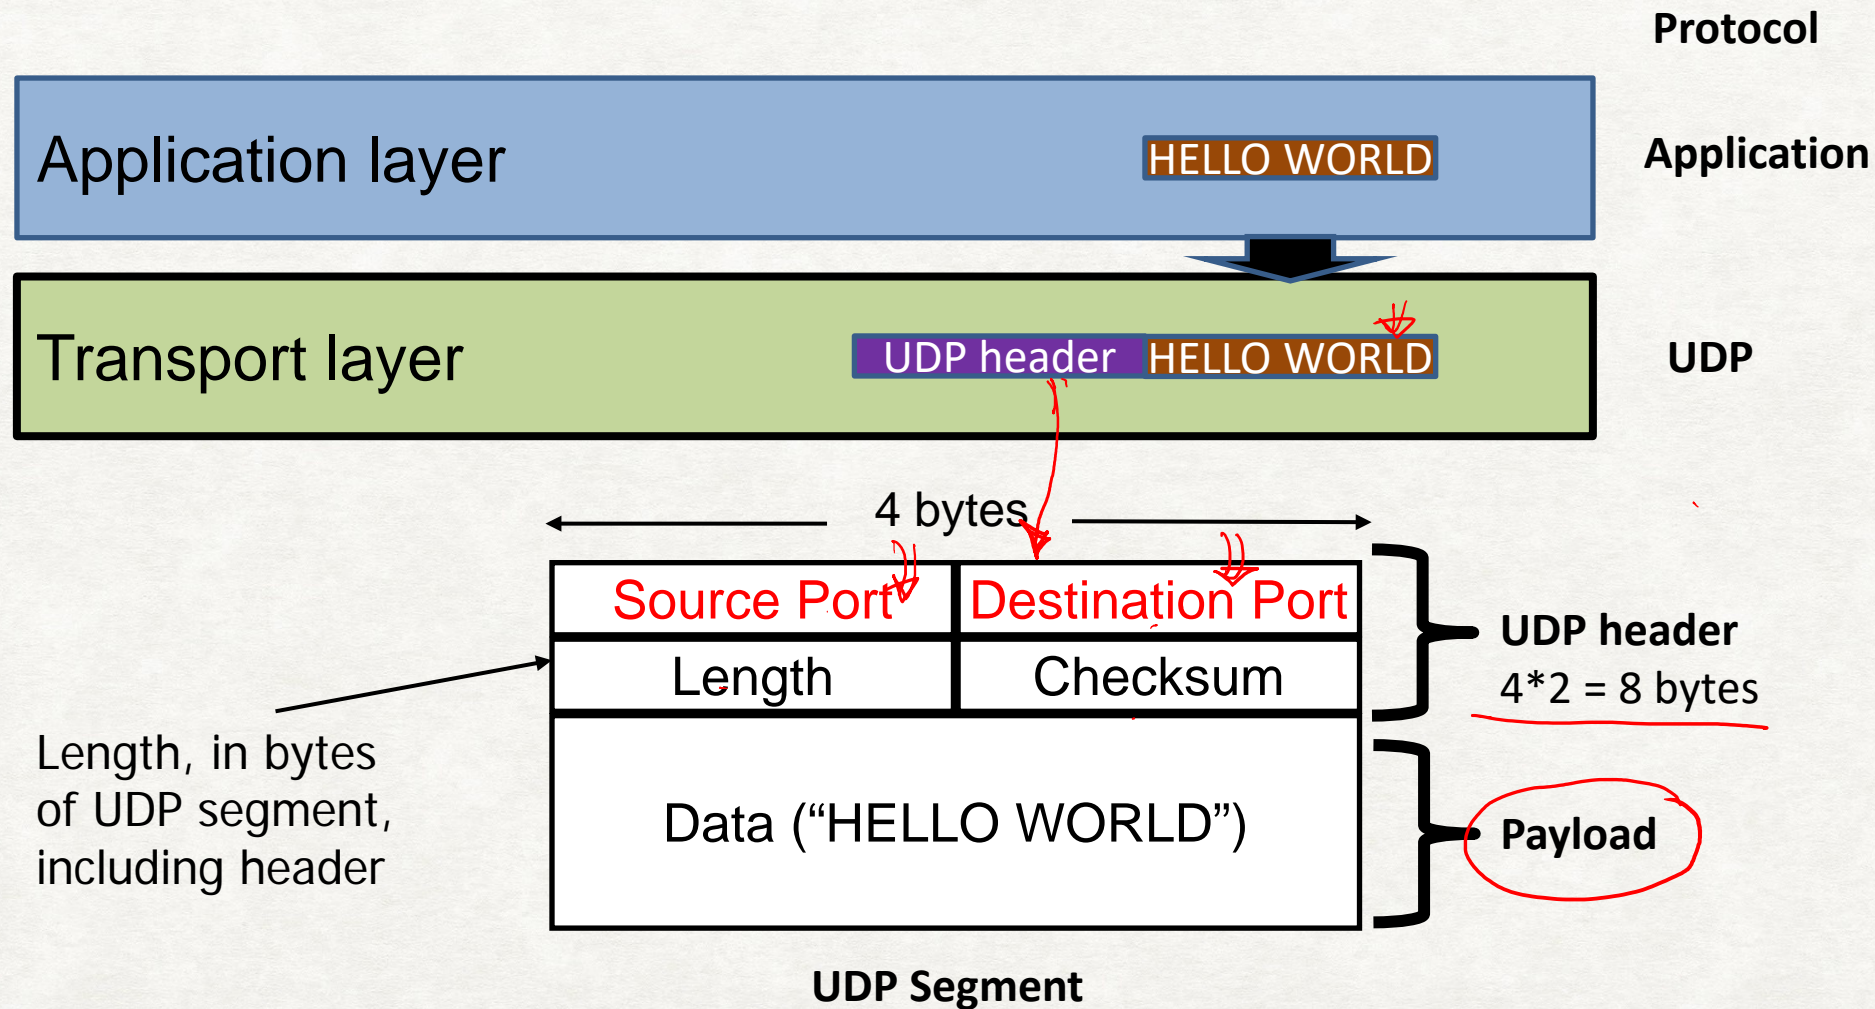 Protocol
Application layer
HELLO WORLD
Application
Transport layer
UDP header
HELLO WORLD
UDP
4 bytes
Source Port
Destination Port
Length
Checksum
UDP header
4*2 = 8 bytes
Length, in bytes
of UDP segment,
including header
Data (“HELLO WORLD”)
Payload
UDP Segment